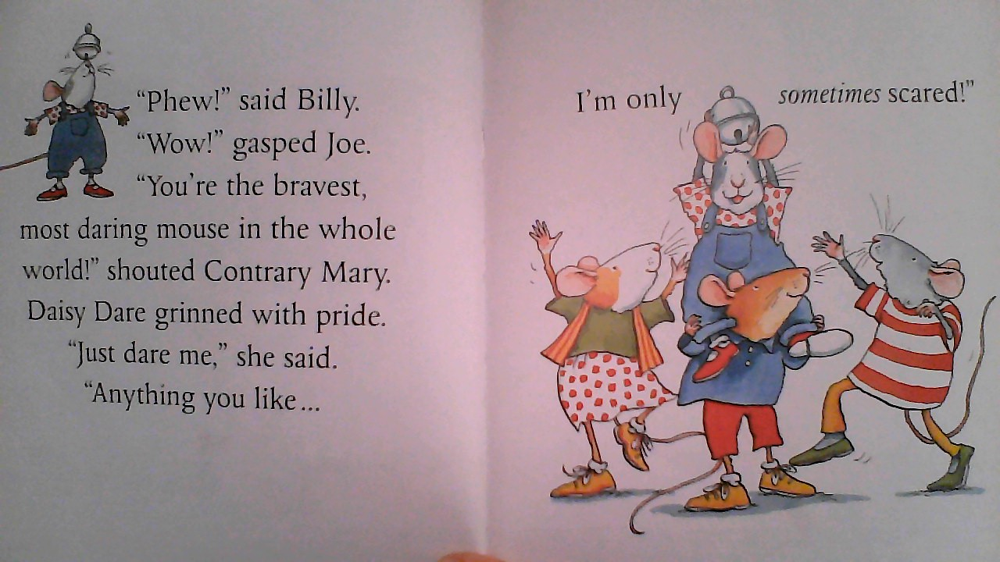 “Phew!” said Billy.
“Wow!” gasped Joe.
“You’re the bravest,
most daring mouse in the whole
world!” shouted Contrary Mary.
Daisy Dare grinned with pride.
“Just dare me,” she said.
“Anything you like...
I’m only sometimes scared!”